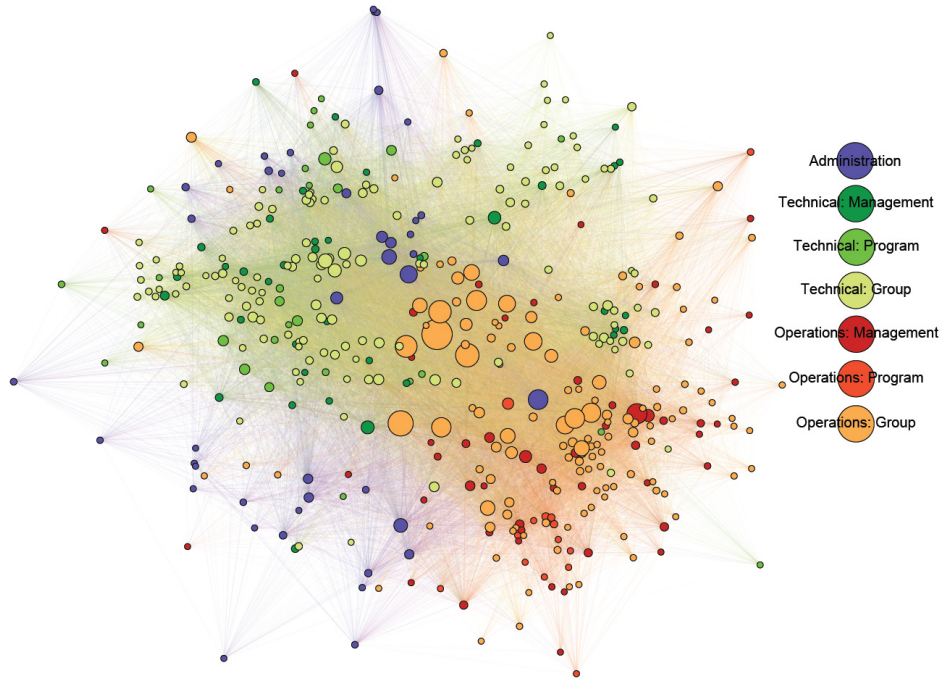 Administration
Technical: Management
Technical: Program
Technical: Group
Operations: Management
Operations: Program
Operations: Group